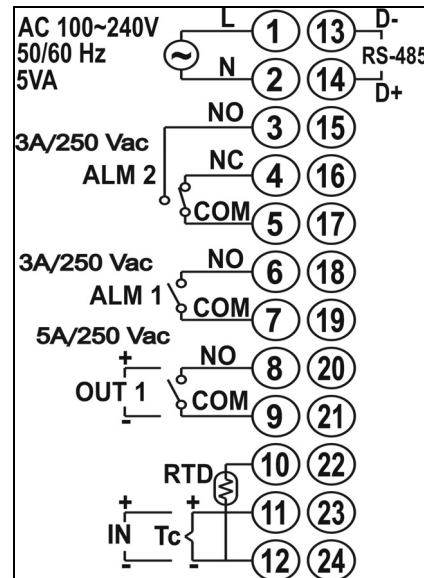 AC 100~240V
50/60 Hz
5VA
L
N
1
2
13
14
D-
RS-485
D+
3A/250 Vac
ALM 2
NO
NC
COM
3
4
5
15
16
17
3A/250 Vac
ALM 1
NO
COM
6
7
18
19
5A/250 Vac
+
OUT 1
-
NO
COM
8
9
20
21
RTD
10
22
+
IN
-
+
Tc
-
11
12
23
24